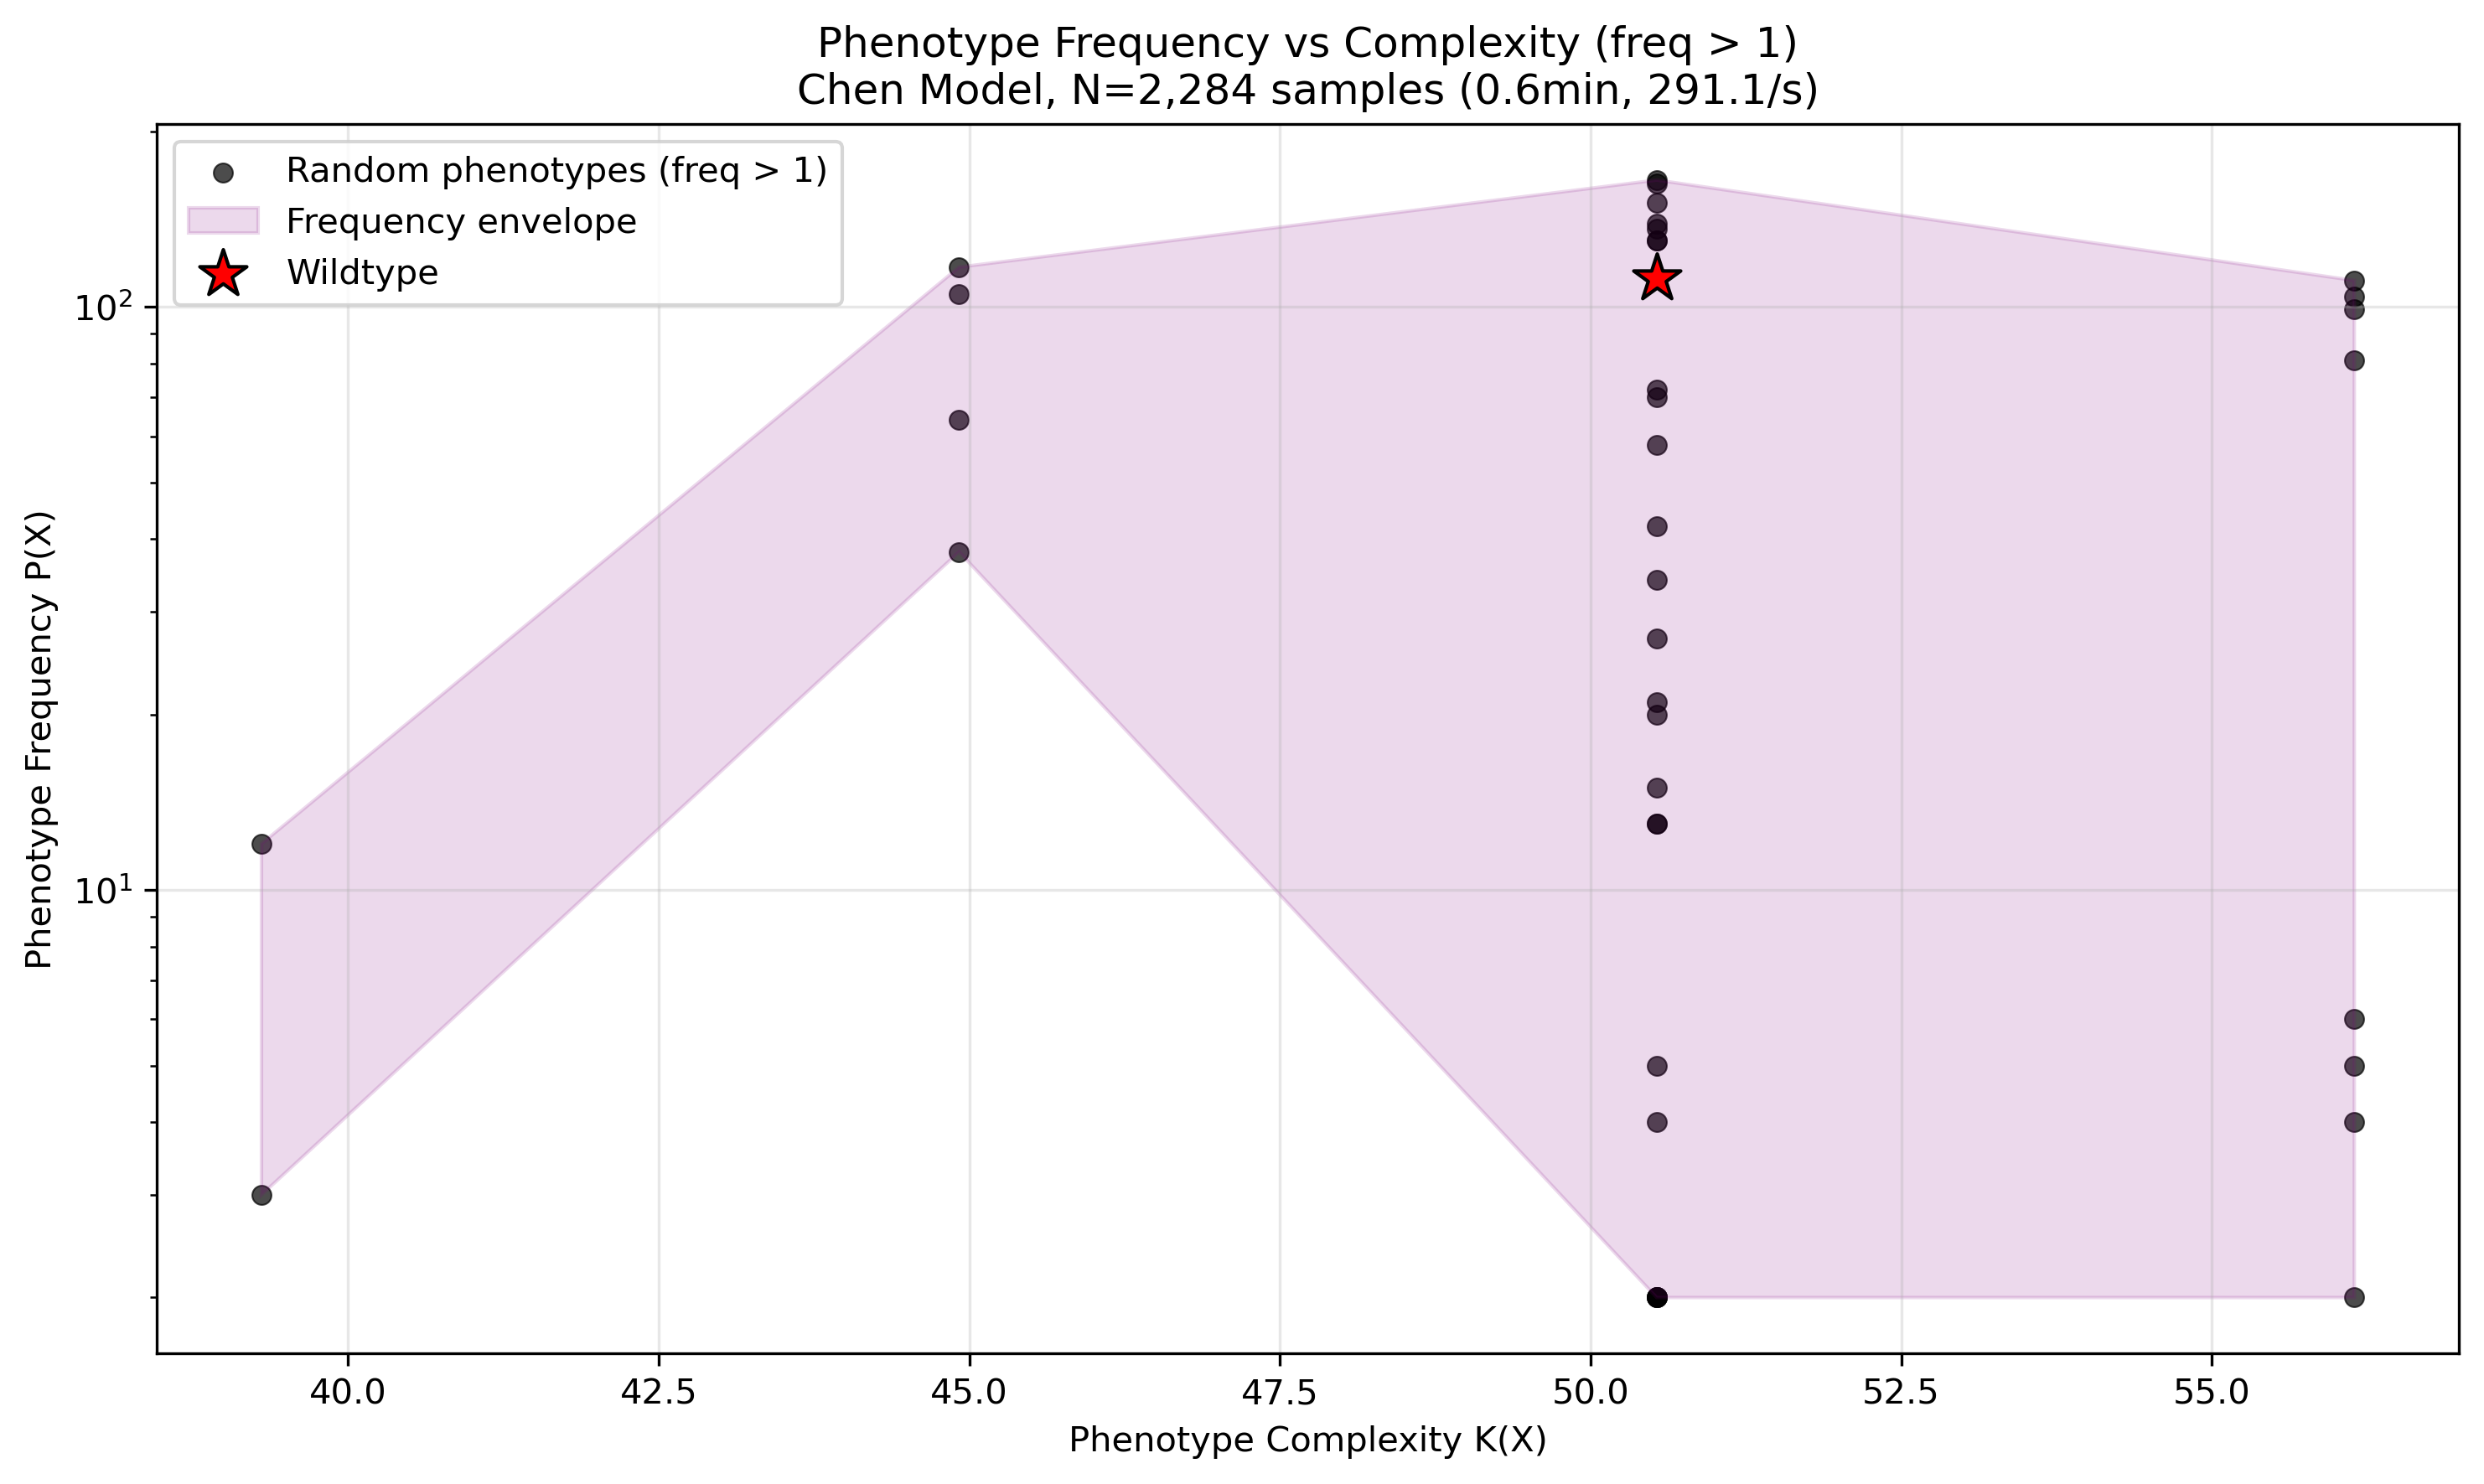 Phenotype Frequency vs Complexity (freq > 1)
Chen Model, N=2,284 samples (0.6min, 291.1/s)
Random phenotypes (freq > 1)
Frequency envelope
Wildtype
Phenotype Frequency P(X)
10²
10¹
40.0 42.5 45.0 47.5 50.0 52.5 55.0
Phenotype Complexity K(X)